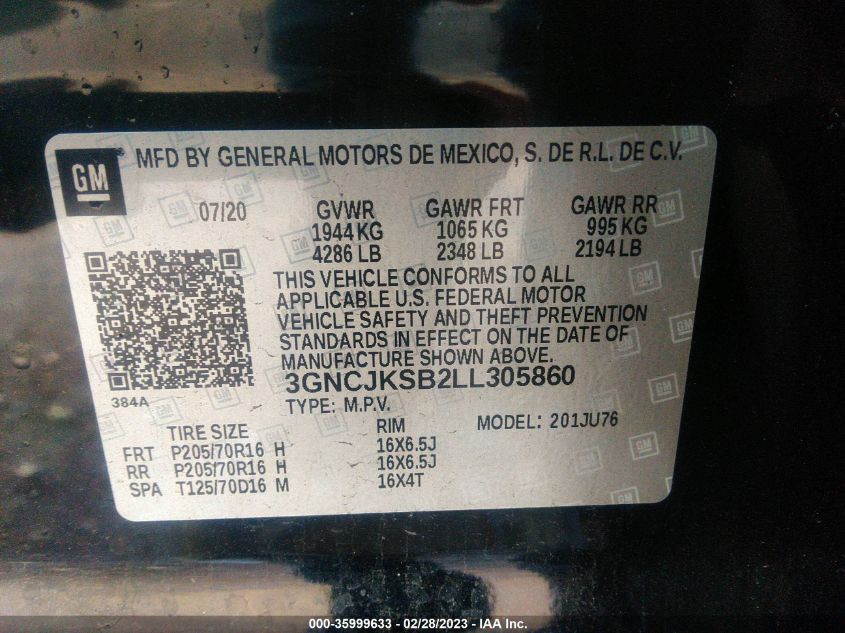 GM
MFD BY GENERAL MOTORS DE MEXICO, S. DE R.L. DE C.V.
07/20 GVWR GAWR FRT GAWR RR
1944 KG 1065 KG 995 KG
4286 LB 2348 LB 2194 LB
THIS VEHICLE CONFORMS TO ALL
APPLICABLE U.S. FEDERAL MOTOR
VEHICLE SAFETY AND THEFT PREVENTION
STANDARDS IN EFFECT ON THE DATE OF
MANUFACTURE SHOWN ABOVE.
3GNCJKSB2LL305860
384A
TYPE: M.P.V.
MODEL: 201JU76
TIRE SIZE RIM
FRT P205/70R16 H 16X6.5J
RR P205/70R16 H 16X6.5J
SPA T125/70D16 M 16X4T
000-35999633 - 02/28/2023 - IAA Inc.